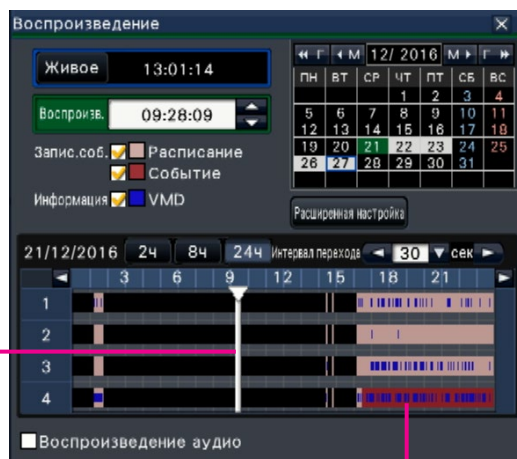 Воспроизведение
Живое 13:01:14
◄◄ Г ◄ М 12/ 2016 М ► Г ►►
ПН ВТ СР ЧТ ПТ СБ ВС
1 2 3 4
5 6 7 8 9 10 11
12 13 14 15 16 17 18
19 20 21 22 23 24 25
26 27 28 29 30 31
Воспроизв. 09:28:09
Запис.соб. Расписание
Событие
Информация VMD
Расширенная настройка
21/12/2016 2ч 8ч 24ч Интервал перехода ◄ 30 ▼ сек ►
3 6 9 12 15 18 21
1
2
3
4
Воспроизведение аудио